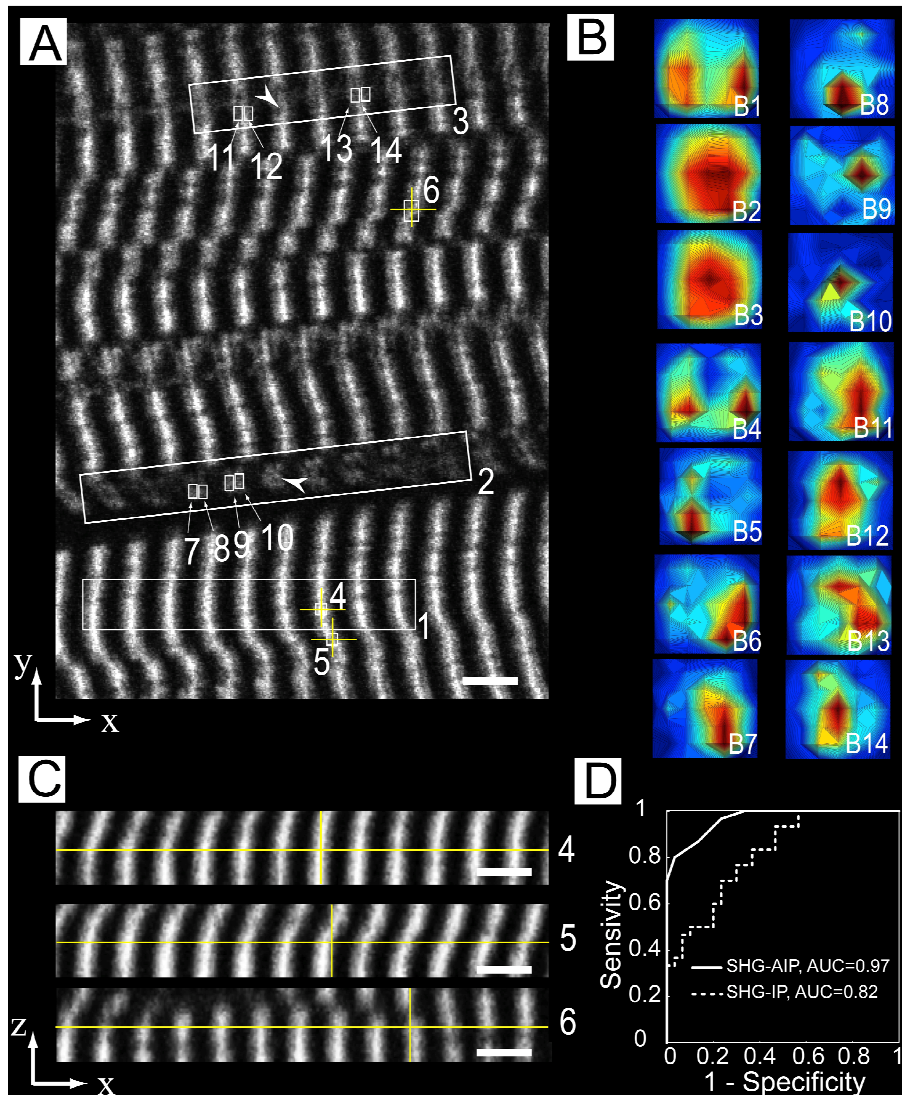 A
3
11
12
13
14
6
2
7
8
9
10
4
1
5
y
x
B
B1
B8
B2
B9
B3
B10
B4
B11
B5
B12
B6
B13
B7
B14
C
4
5
6
z
x
D
1
0.8
0.6
0.4
0.2
0
Sensivity
SHG-AIP, AUC=0.97
SHG-IP, AUC=0.82
0 0.2 0.4 0.6 0.8 1
1 - Specificity